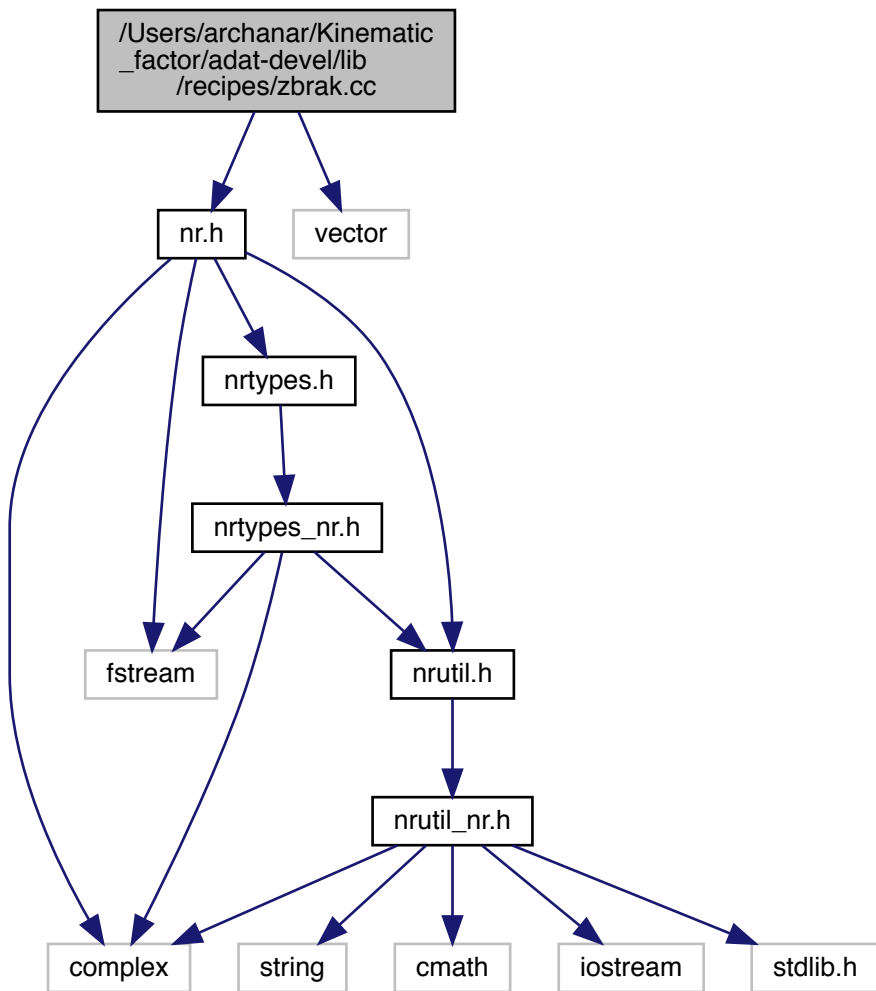 /Users/archanar/Kinematic
_factor/adat-devel/lib
/recipes/zbrak.cc
nr.h
vector
nrtypes.h
nrtypes_nr.h
fstream
nrutil.h
nrutil_nr.h
complex
string
cmath
iostream
stdlib.h